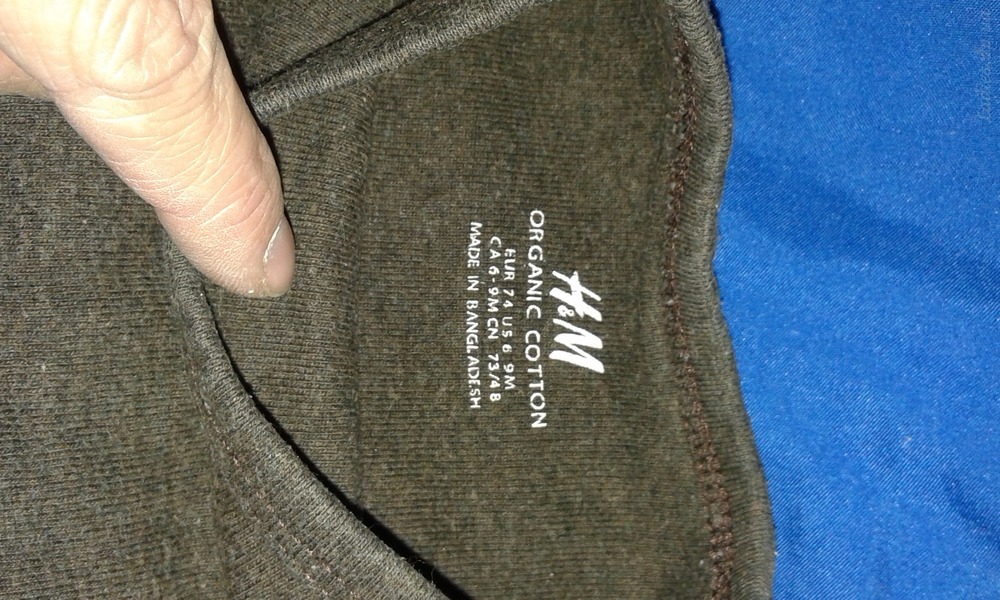 H&M
ORGANIC COTTON
EUR 74 US 6 9M
CA 6-9M CN 73/48
MADE IN BANGLADESH